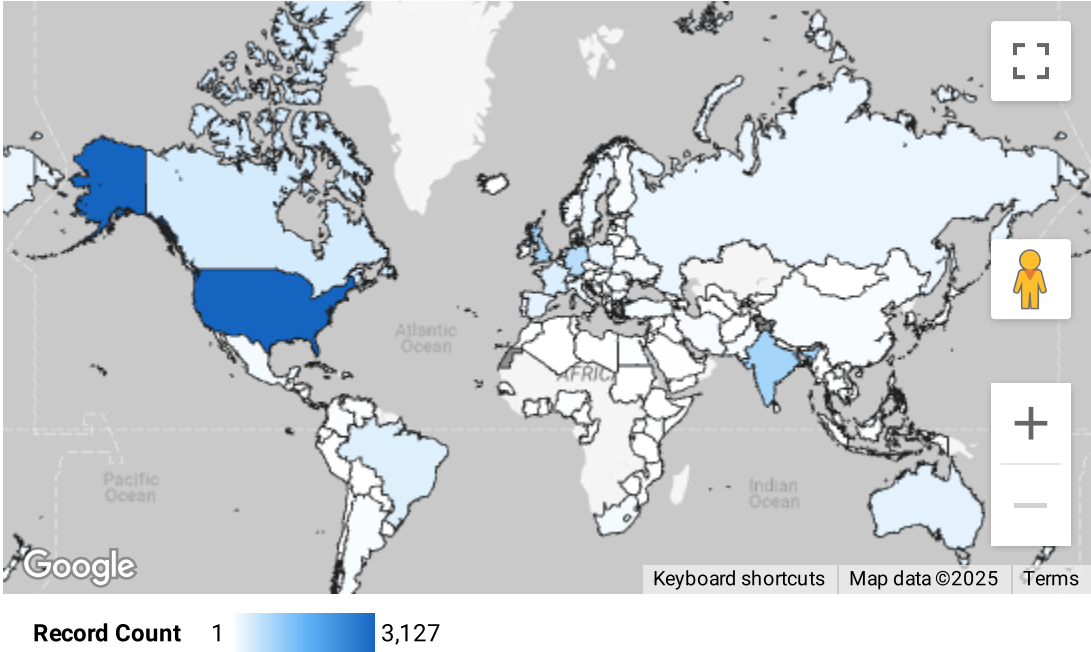 Atlantic
Ocean
AFRICA
Pacific
Ocean
Indian
Ocean
Google
Keyboard shortcuts
Map data ©2025
Terms
Record Count 1 3,127